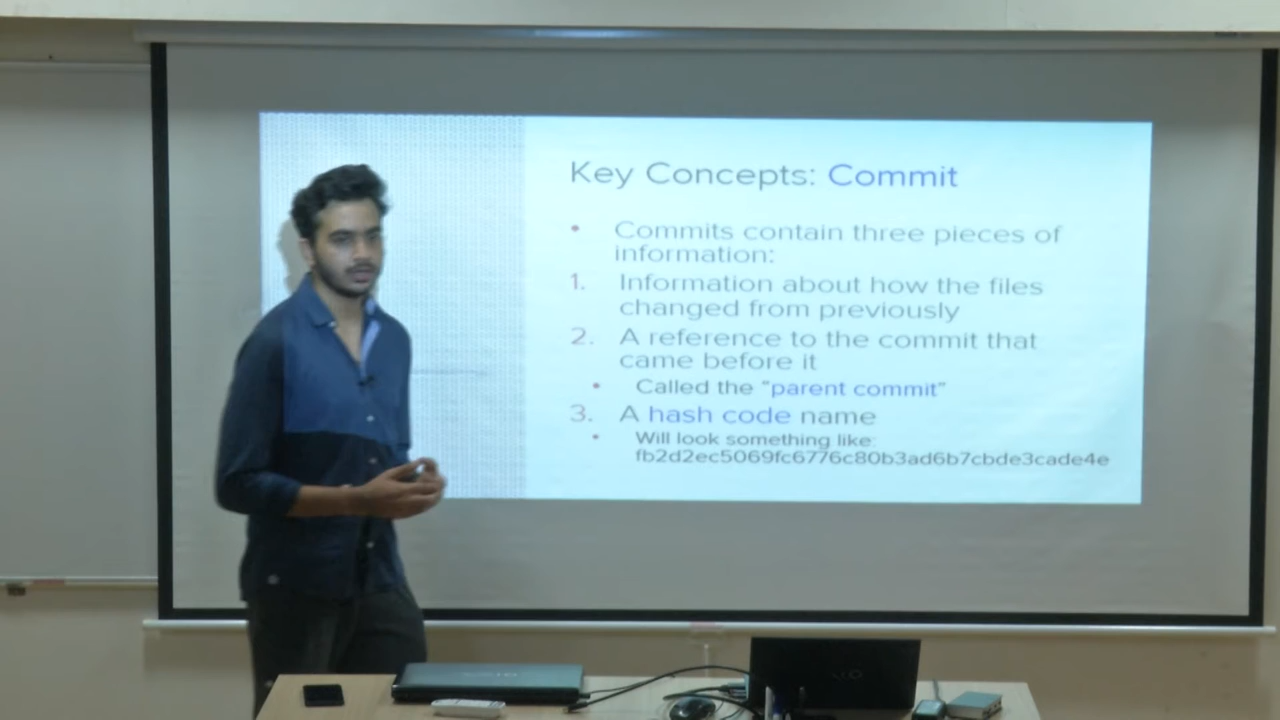 Key Concepts: Commit
• Commits contain three pieces of
information:
1. Information about how the files
changed from previously
2. A reference to the commit that
came before it
• Called the "parent commit"
3. A hash code name
• Will look something like:
fb2d2ec5069fc6776c80b3ad6b7cbde3cade4e
VAIO